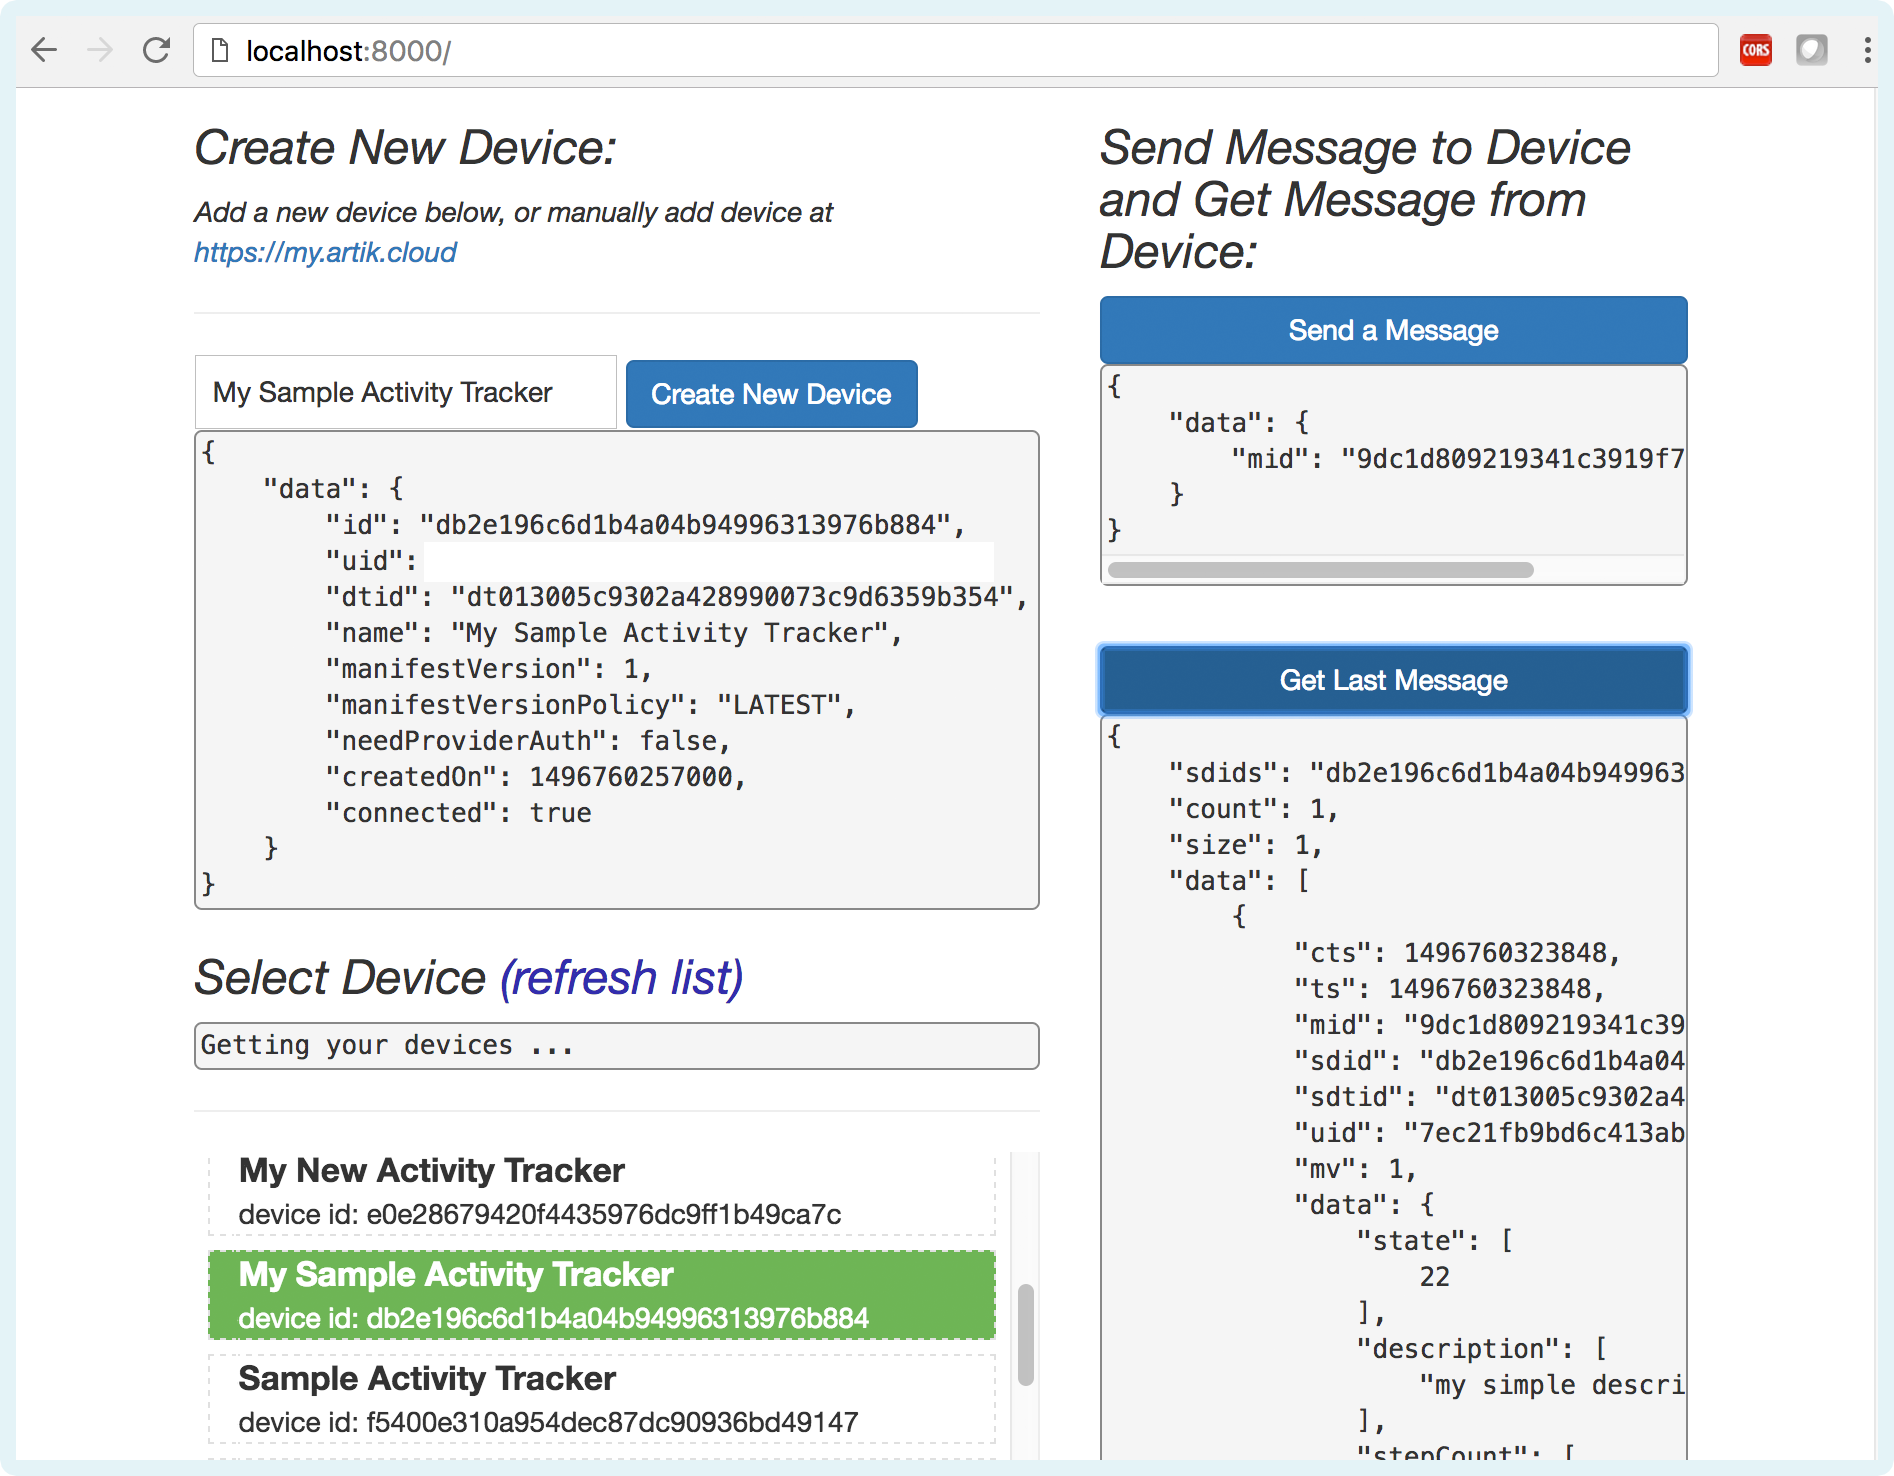 localhost:8000/
CORS
Create New Device:
Add a new device below, or manually add device at
https://my.artik.cloud
My Sample Activity Tracker
Create New Device
{
"data": {
"id": "db2e196c6d1b4a04b94996313976b884",
"uid":
"dtid": "dt013005c9302a428990073c9d6359b354",
"name": "My Sample Activity Tracker",
"manifestVersion": 1,
"manifestVersionPolicy": "LATEST",
"needProviderAuth": false,
"createdOn": 1496760257000,
"connected": true
}
}
Select Device (refresh list)
Getting your devices ...
My New Activity Tracker
device id: e0e28679420f4435976dc9ff1b49ca7c
My Sample Activity Tracker
device id: db2e196c6d1b4a04b94996313976b884
Sample Activity Tracker
device id: f5400e310a954dec87dc90936bd49147
Send Message to Device
and Get Message from
Device:
Send a Message
{
"data": {
"mid": "9dc1d809219341c3919f7
}
}
Get Last Message
{
"sdids": "db2e196c6d1b4a04b949963
"count": 1,
"size": 1,
"data": [
{
"cts": 1496760323848,
"ts": 1496760323848,
"mid": "9dc1d809219341c39
"sdid": "db2e196c6d1b4a04
"sdtid": "dt013005c9302a4
"uid": "7ec21fb9bd6c413ab
"mv": 1,
"data": {
"state": [
22
],
"description": [
"my simple descri
],
"stepCount": [